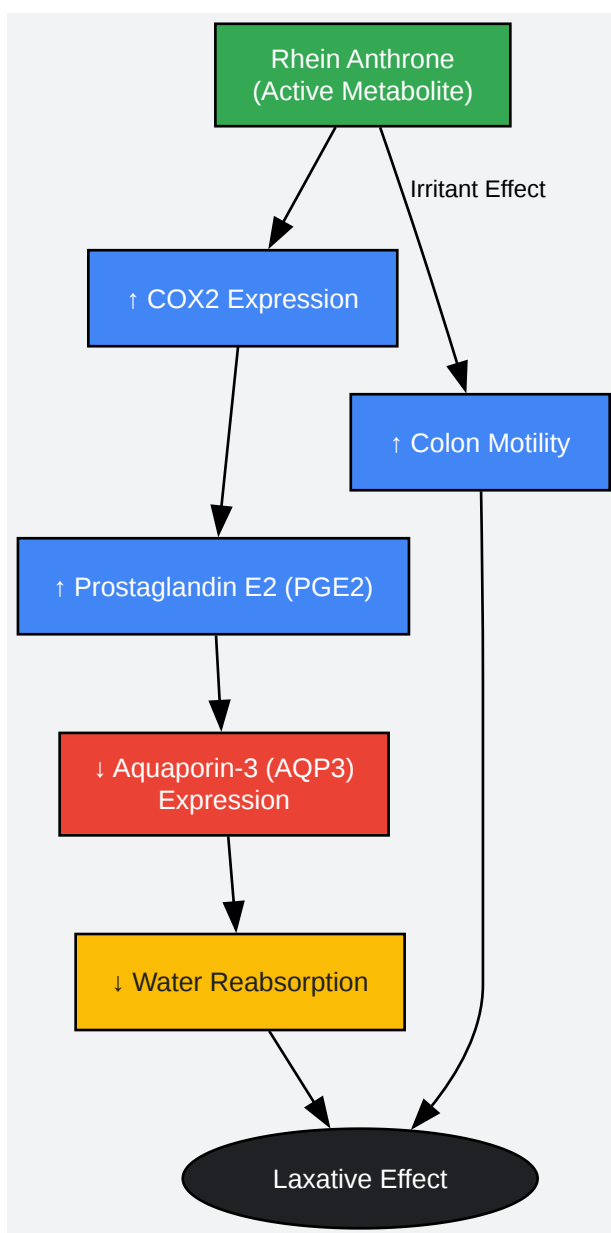 Rhein Anthrone
(Active Metabolite)
Irritant Effect
↑ COX2 Expression
↑ Colon Motility
↑ Prostaglandin E2 (PGE2)
↓ Aquaporin-3 (AQP3)
Expression
↓ Water Reabsorption
Laxative Effect